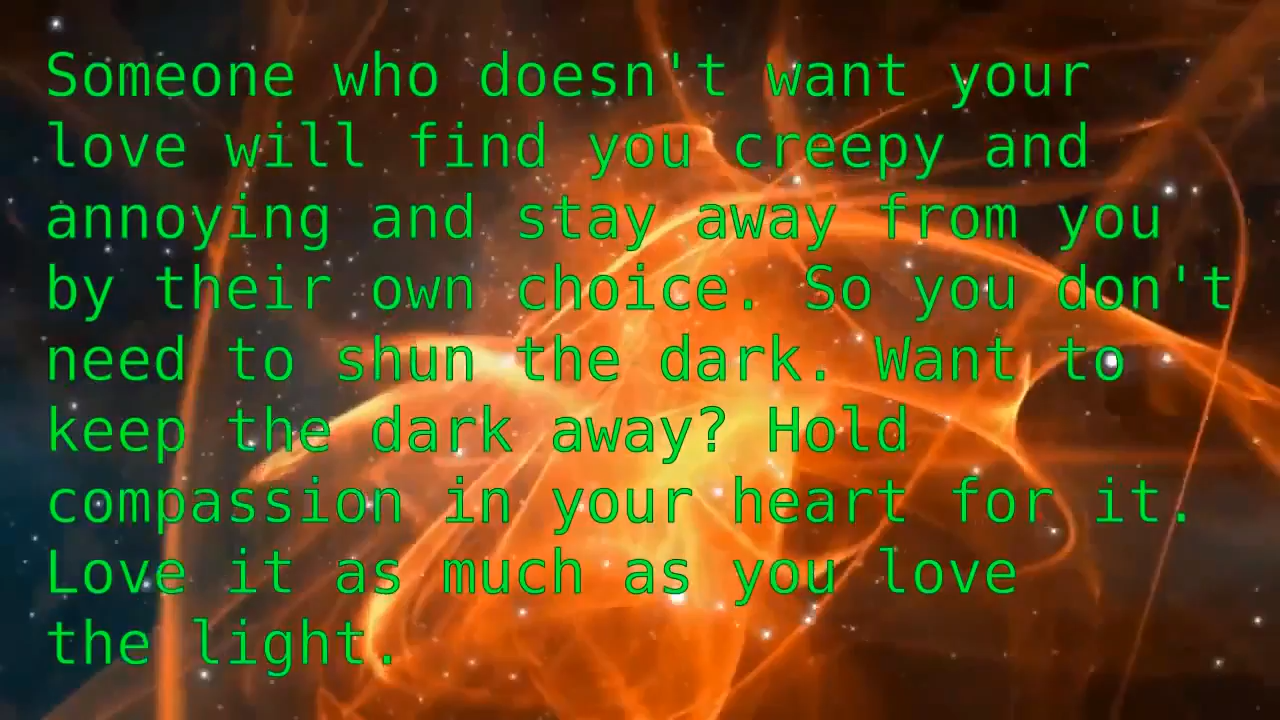 Someone who doesn't want your
love will find you creepy and
annoying and stay away from you
by their own choice. So you don't
need to shun the dark. Want to
keep the dark away? Hold
compassion in your heart for it.
Love it as much as you love
the light.